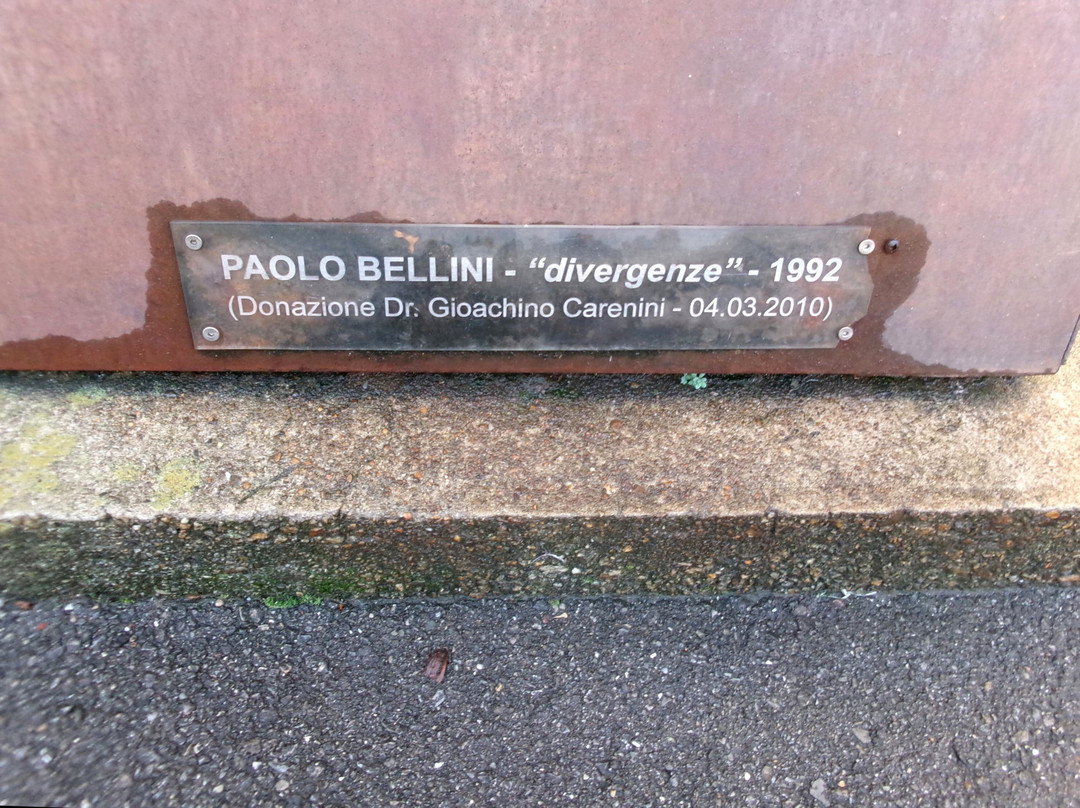 PAOLO BELLINI - “divergenze” - 1992
(Donazione Dr. Gioachino Carenini - 04.03.2010)